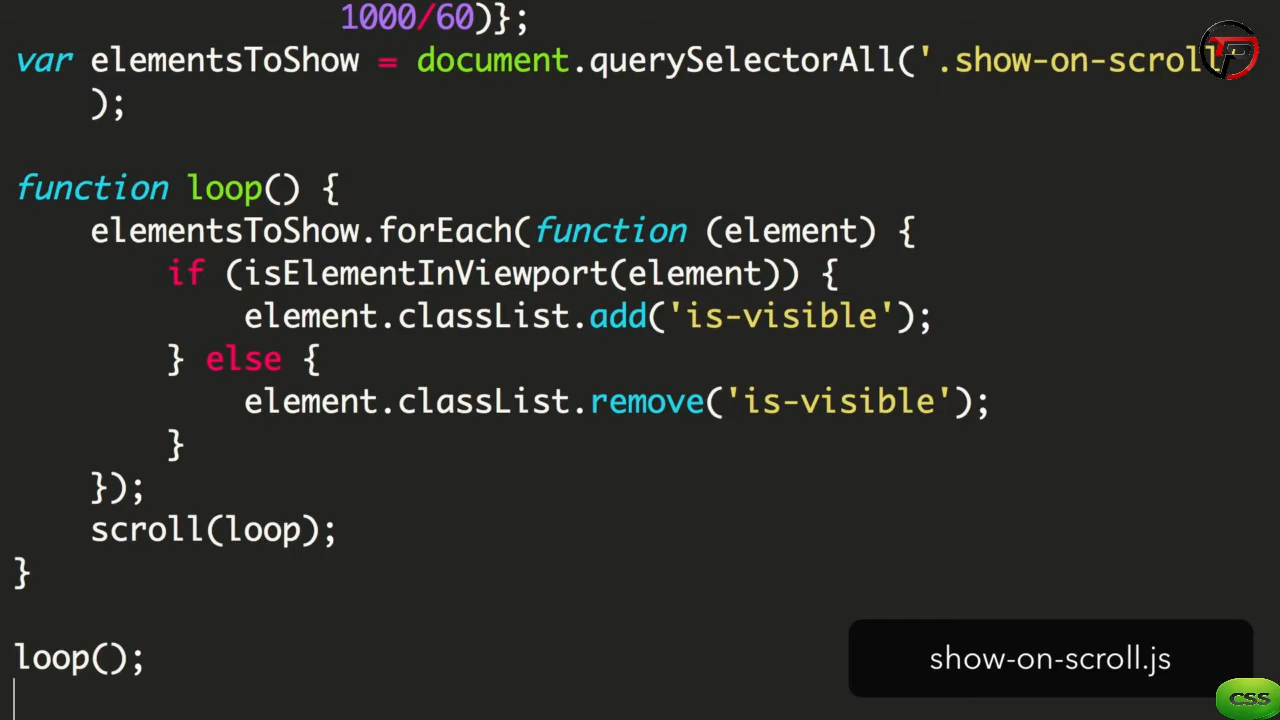 1000/60)};
var elementsToShow = document.querySelectorAll('.show-on-scroll'
);
function loop() {
elementsToShow.forEach(function (element) {
if (isElementInViewport(element)) {
element.classList.add('is-visible');
} else {
element.classList.remove('is-visible');
}
});
scroll(loop);
}
loop();
show-on-scroll.js
CSS